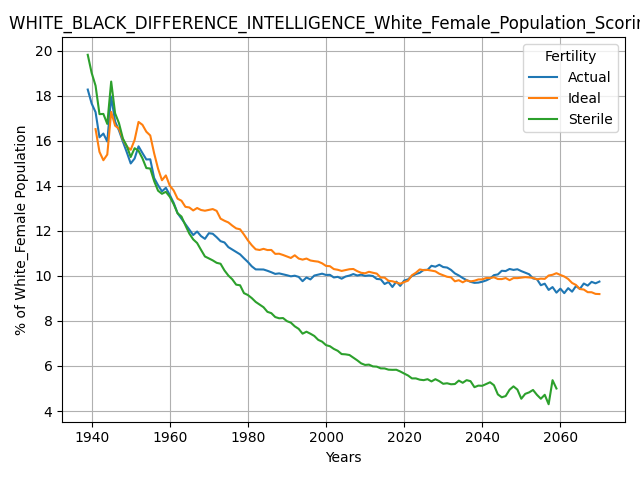 WHITE_BLACK_DIFFERENCE_INTELLIGENCE_White_Female_Population_Scorin
Fertility
Actual
Ideal
Sterile
% of White_Female Population
20
18
16
14
12
10
8
6
4
1940 1960 1980 2000 2020 2040 2060
Years